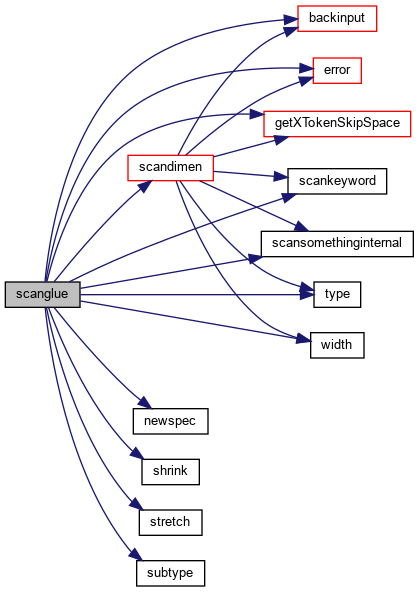 backinput
error
getXTokenSkipSpace
scandimen
scankeyword
scansomethinginternal
scanglue
type
width
newspec
shrink
stretch
subtype